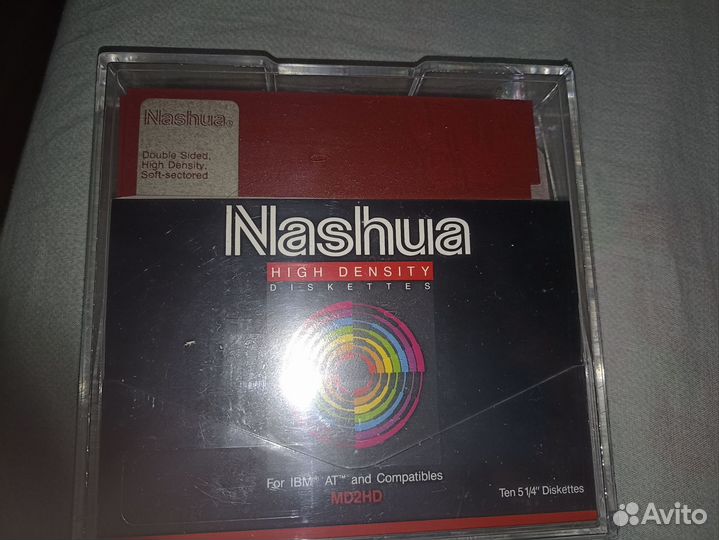 Nashua®
Double Sided,
High Density,
Soft-sectored
Nashua
HIGH DENSITY
DISKETTES
For IBM® AT™ and Compatibles
MD2HD
Ten 5 1/4" Diskettes
Avito